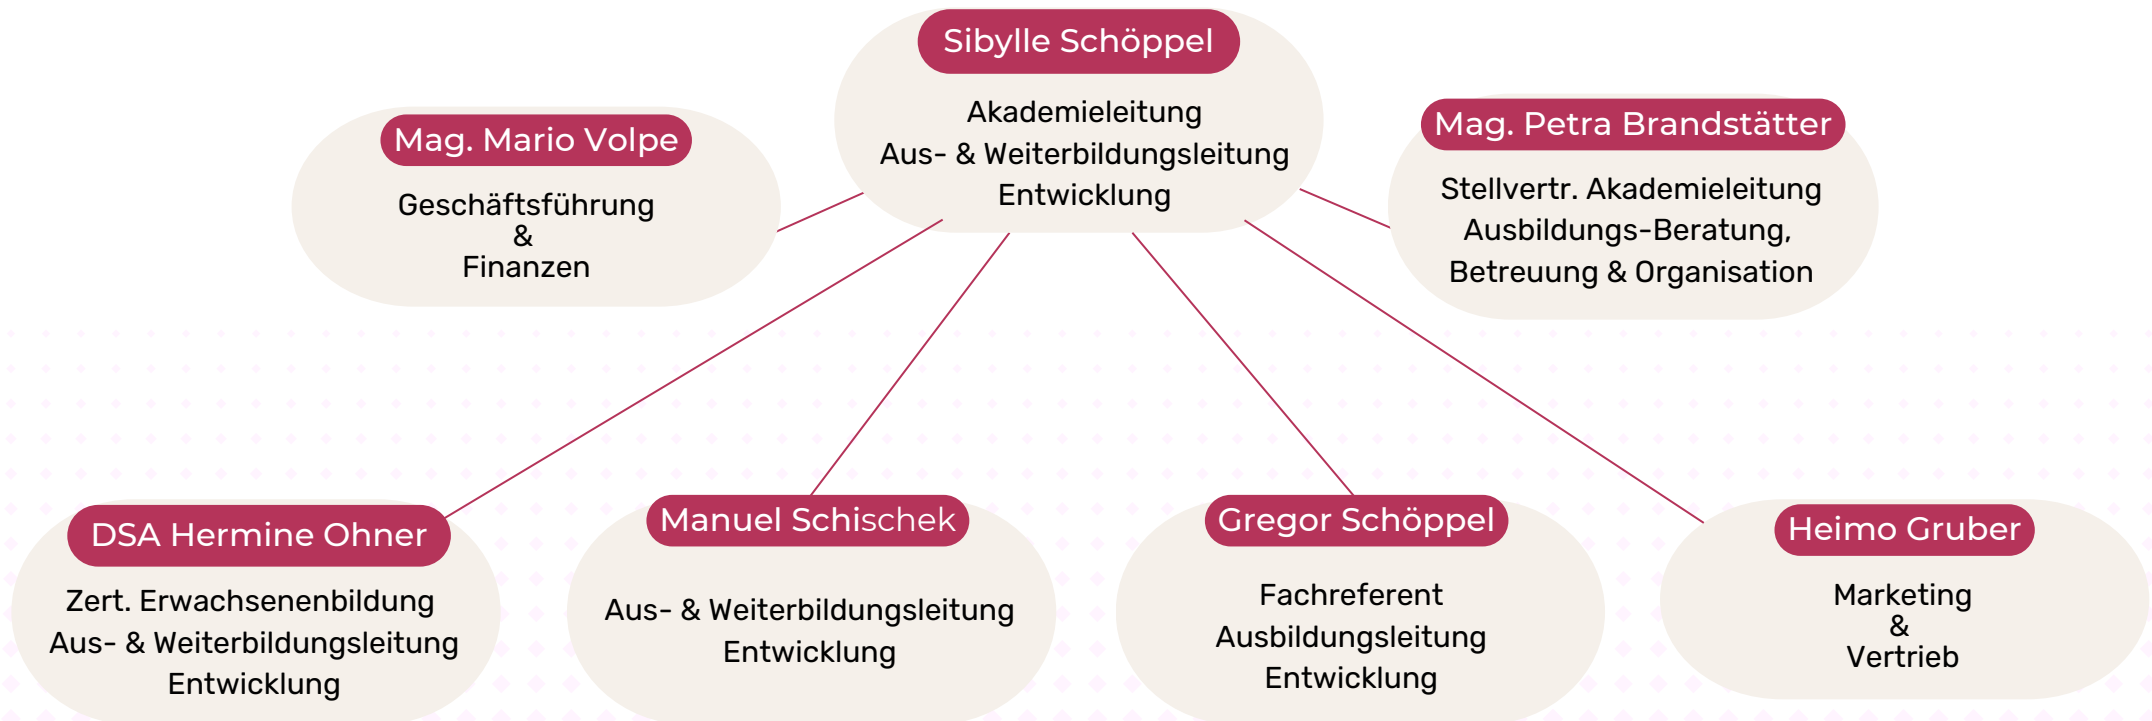 Sibylle Schöppel
Akademieleitung
Aus- & Weiterbildungsleitung
Entwicklung
Mag. Mario Volpe
Geschäftsführung
&
Finanzen
Mag. Petra Brandstätter
Stellvertr. Akademieleitung
Ausbildungs-Beratung,
Betreuung & Organisation
DSA Hermine Ohner
Zert. Erwachsenenbildung
Aus- & Weiterbildungsleitung
Entwicklung
Manuel Schischek
Aus- & Weiterbildungsleitung
Entwicklung
Gregor Schöppel
Fachreferent
Ausbildungsleitung
Entwicklung
Heimo Gruber
Marketing
&
Vertrieb